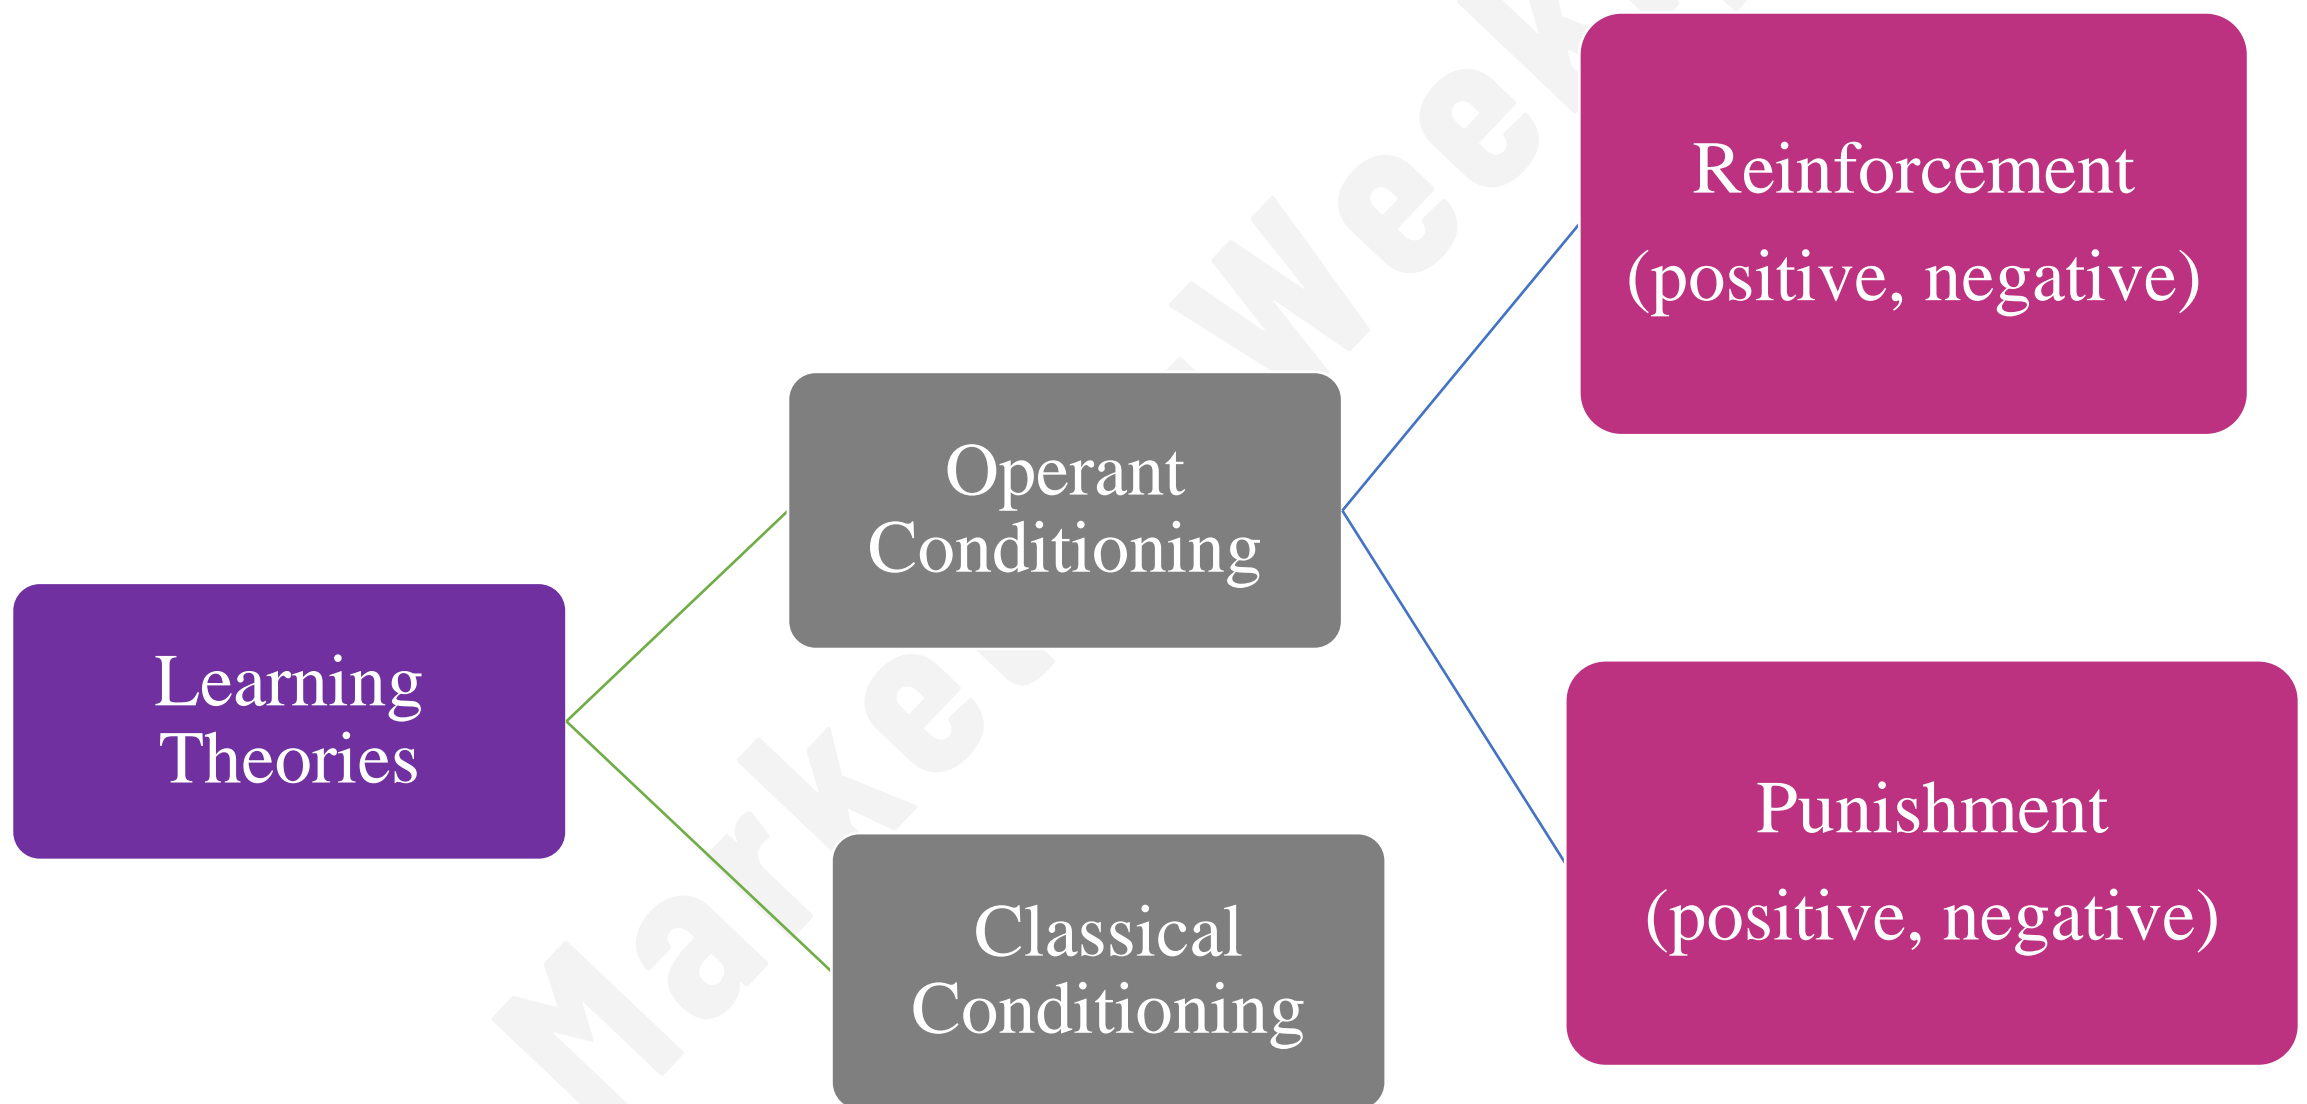 Learning
Theories
Operant
Conditioning
Classical
Conditioning
Reinforcement
(positive, negative)
Punishment
(positive, negative)